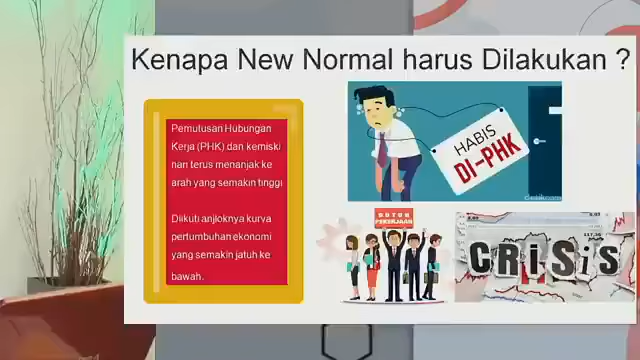 Kenapa New Normal harus Dilakukan ?
Pemutusan Hubungan
Kerja (PHK) dan kemiski
nan terus menanjak ke
arah yang semakin tinggi
Diikuti anjloknya kurva
pertumbuhan ekonomi
yang semakin jatuh ke
bawah.
HABIS
DI-PHK
BUTUH
PEKERJAAN
CRiSiS